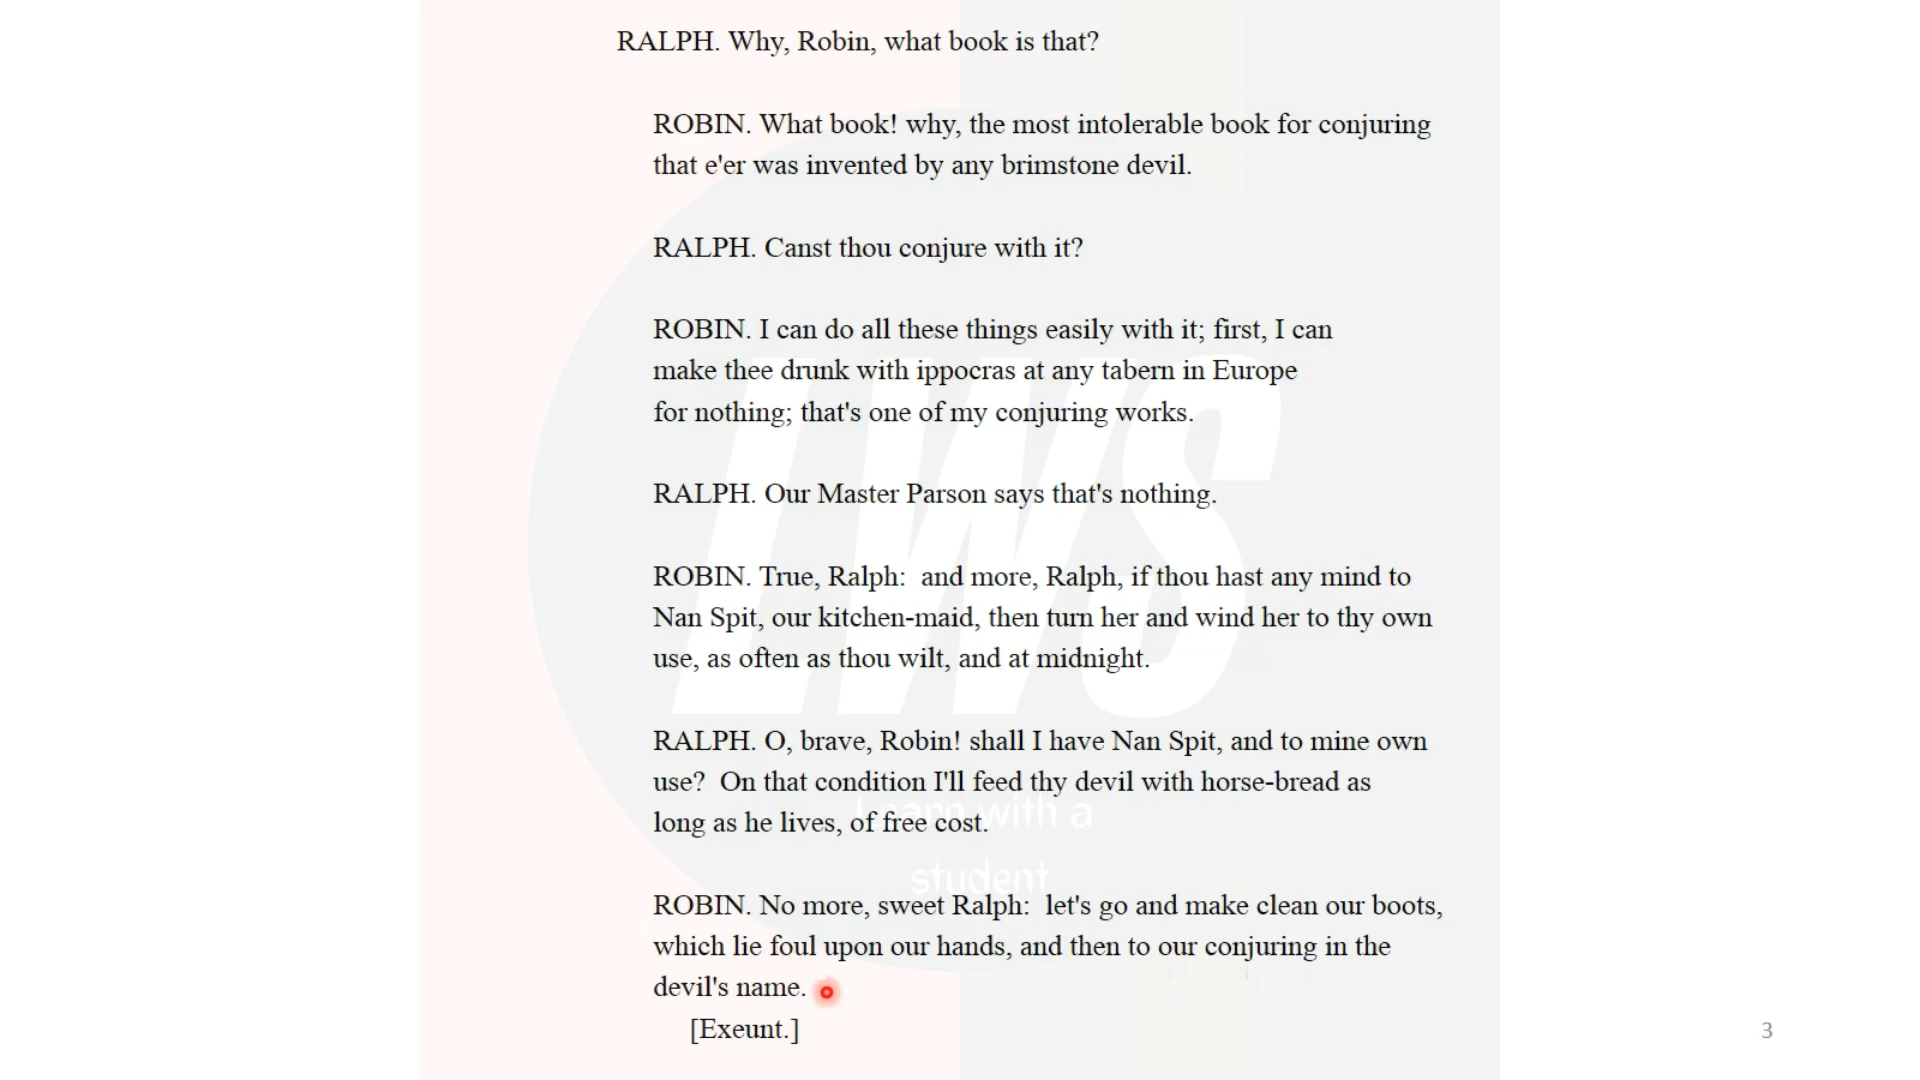 RALPH. Why, Robin, what book is that?
ROBIN. What book! why, the most intolerable book for conjuring
that e'er was invented by any brimstone devil.
RALPH. Canst thou conjure with it?
ROBIN. I can do all these things easily with it; first, I can
make thee drunk with ippocras at any tabern in Europe
for nothing; that's one of my conjuring works.
RALPH. Our Master Parson says that's nothing.
ROBIN. True, Ralph:  and more, Ralph, if thou hast any mind to
Nan Spit, our kitchen-maid, then turn her and wind her to thy own
use, as often as thou wilt, and at midnight.
RALPH. O, brave, Robin! shall I have Nan Spit, and to mine own
use?  On that condition I'll feed thy devil with horse-bread as
long as he lives, of free cost.
ROBIN. No more, sweet Ralph:  let's go and make clean our boots,
which lie foul upon our hands, and then to our conjuring in the
devil's name.
[Exeunt.]
LWS
Learn with a
student
3